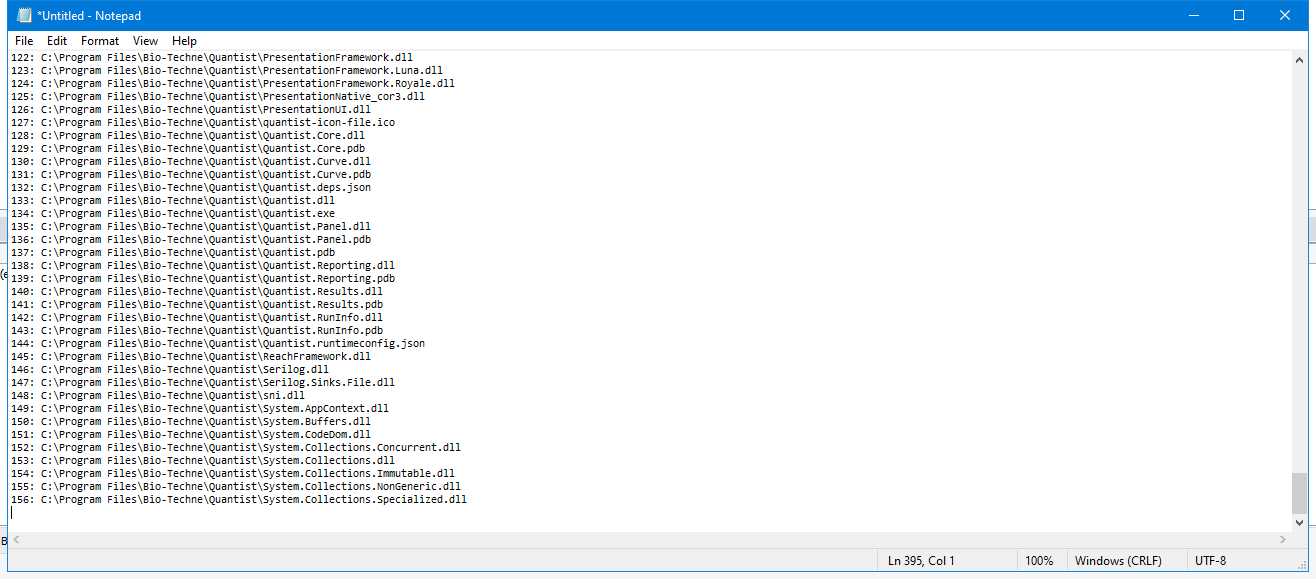 *Untitled - Notepad
File Edit Format View Help
122: C:\Program Files\Bio-Techne\Quantist\PresentationFramework.dll
123: C:\Program Files\Bio-Techne\Quantist\PresentationFramework.Luna.dll
124: C:\Program Files\Bio-Techne\Quantist\PresentationFramework.Royale.dll
125: C:\Program Files\Bio-Techne\Quantist\PresentationNative_cor3.dll
126: C:\Program Files\Bio-Techne\Quantist\PresentationUI.dll
127: C:\Program Files\Bio-Techne\Quantist\quantist-icon-file.ico
128: C:\Program Files\Bio-Techne\Quantist\Quantist.Core.dll
129: C:\Program Files\Bio-Techne\Quantist\Quantist.Core.pdb
130: C:\Program Files\Bio-Techne\Quantist\Quantist.Curve.dll
131: C:\Program Files\Bio-Techne\Quantist\Quantist.Curve.pdb
132: C:\Program Files\Bio-Techne\Quantist\Quantist.deps.json
133: C:\Program Files\Bio-Techne\Quantist\Quantist.dll
134: C:\Program Files\Bio-Techne\Quantist\Quantist.exe
135: C:\Program Files\Bio-Techne\Quantist\Quantist.Panel.dll
136: C:\Program Files\Bio-Techne\Quantist\Quantist.Panel.pdb
137: C:\Program Files\Bio-Techne\Quantist\Quantist.pdb
138: C:\Program Files\Bio-Techne\Quantist\Quantist.Reporting.dll
139: C:\Program Files\Bio-Techne\Quantist\Quantist.Reporting.pdb
140: C:\Program Files\Bio-Techne\Quantist\Quantist.Results.dll
141: C:\Program Files\Bio-Techne\Quantist\Quantist.Results.pdb
142: C:\Program Files\Bio-Techne\Quantist\Quantist.RunInfo.dll
143: C:\Program Files\Bio-Techne\Quantist\Quantist.RunInfo.pdb
144: C:\Program Files\Bio-Techne\Quantist\Quantist.runtimeconfig.json
145: C:\Program Files\Bio-Techne\Quantist\ReachFramework.dll
146: C:\Program Files\Bio-Techne\Quantist\Serilog.dll
147: C:\Program Files\Bio-Techne\Quantist\Serilog.Sinks.File.dll
148: C:\Program Files\Bio-Techne\Quantist\sni.dll
149: C:\Program Files\Bio-Techne\Quantist\System.AppContext.dll
150: C:\Program Files\Bio-Techne\Quantist\System.Buffers.dll
151: C:\Program Files\Bio-Techne\Quantist\System.CodeDom.dll
152: C:\Program Files\Bio-Techne\Quantist\System.Collections.Concurrent.dll
153: C:\Program Files\Bio-Techne\Quantist\System.Collections.dll
154: C:\Program Files\Bio-Techne\Quantist\System.Collections.Immutable.dll
155: C:\Program Files\Bio-Techne\Quantist\System.Collections.NonGeneric.dll
156: C:\Program Files\Bio-Techne\Quantist\System.Collections.Specialized.dll
Ln 395, Col 1 100% Windows (CRLF) UTF-8